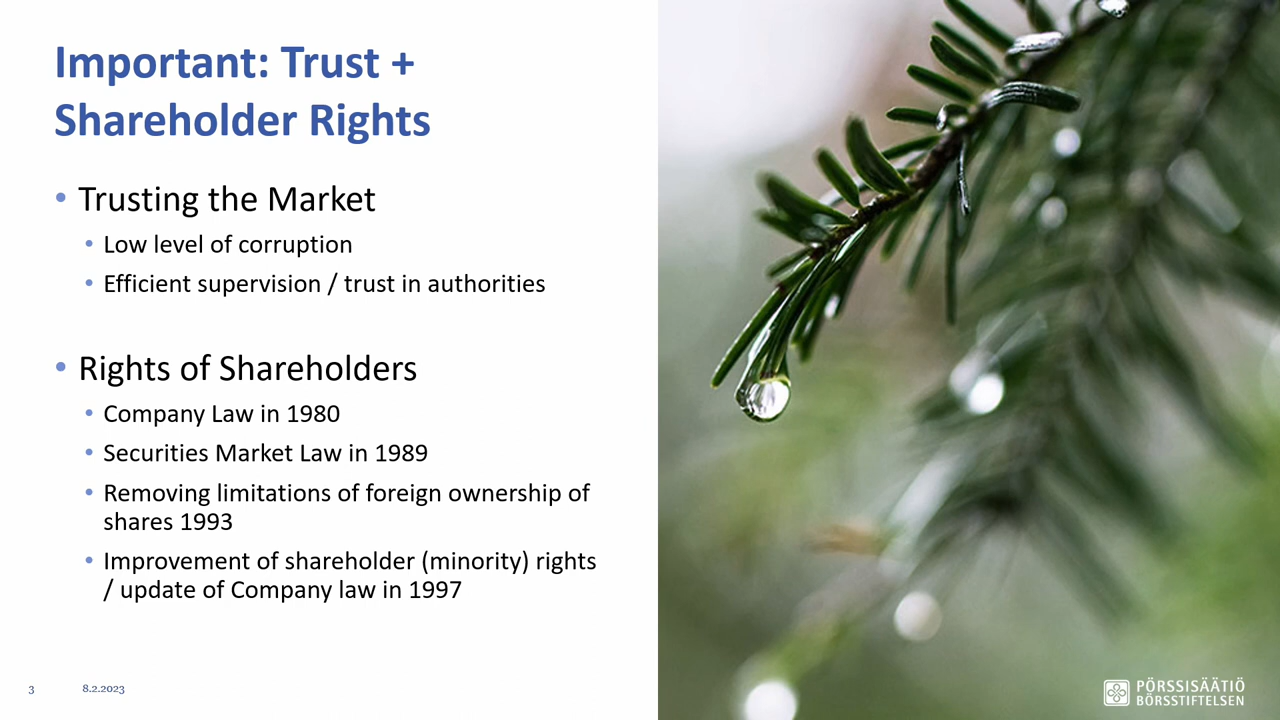 Important: Trust +
Shareholder Rights
• Trusting the Market
• Low level of corruption
• Efficient supervision / trust in authorities
• Rights of Shareholders
• Company Law in 1980
• Securities Market Law in 1989
• Removing limitations of foreign ownership of
shares 1993
• Improvement of shareholder (minority) rights
/ update of Company law in 1997
3 8.2.2023
PÖRSSISÄÄTIÖ
BÖRSSTIFTELSEN